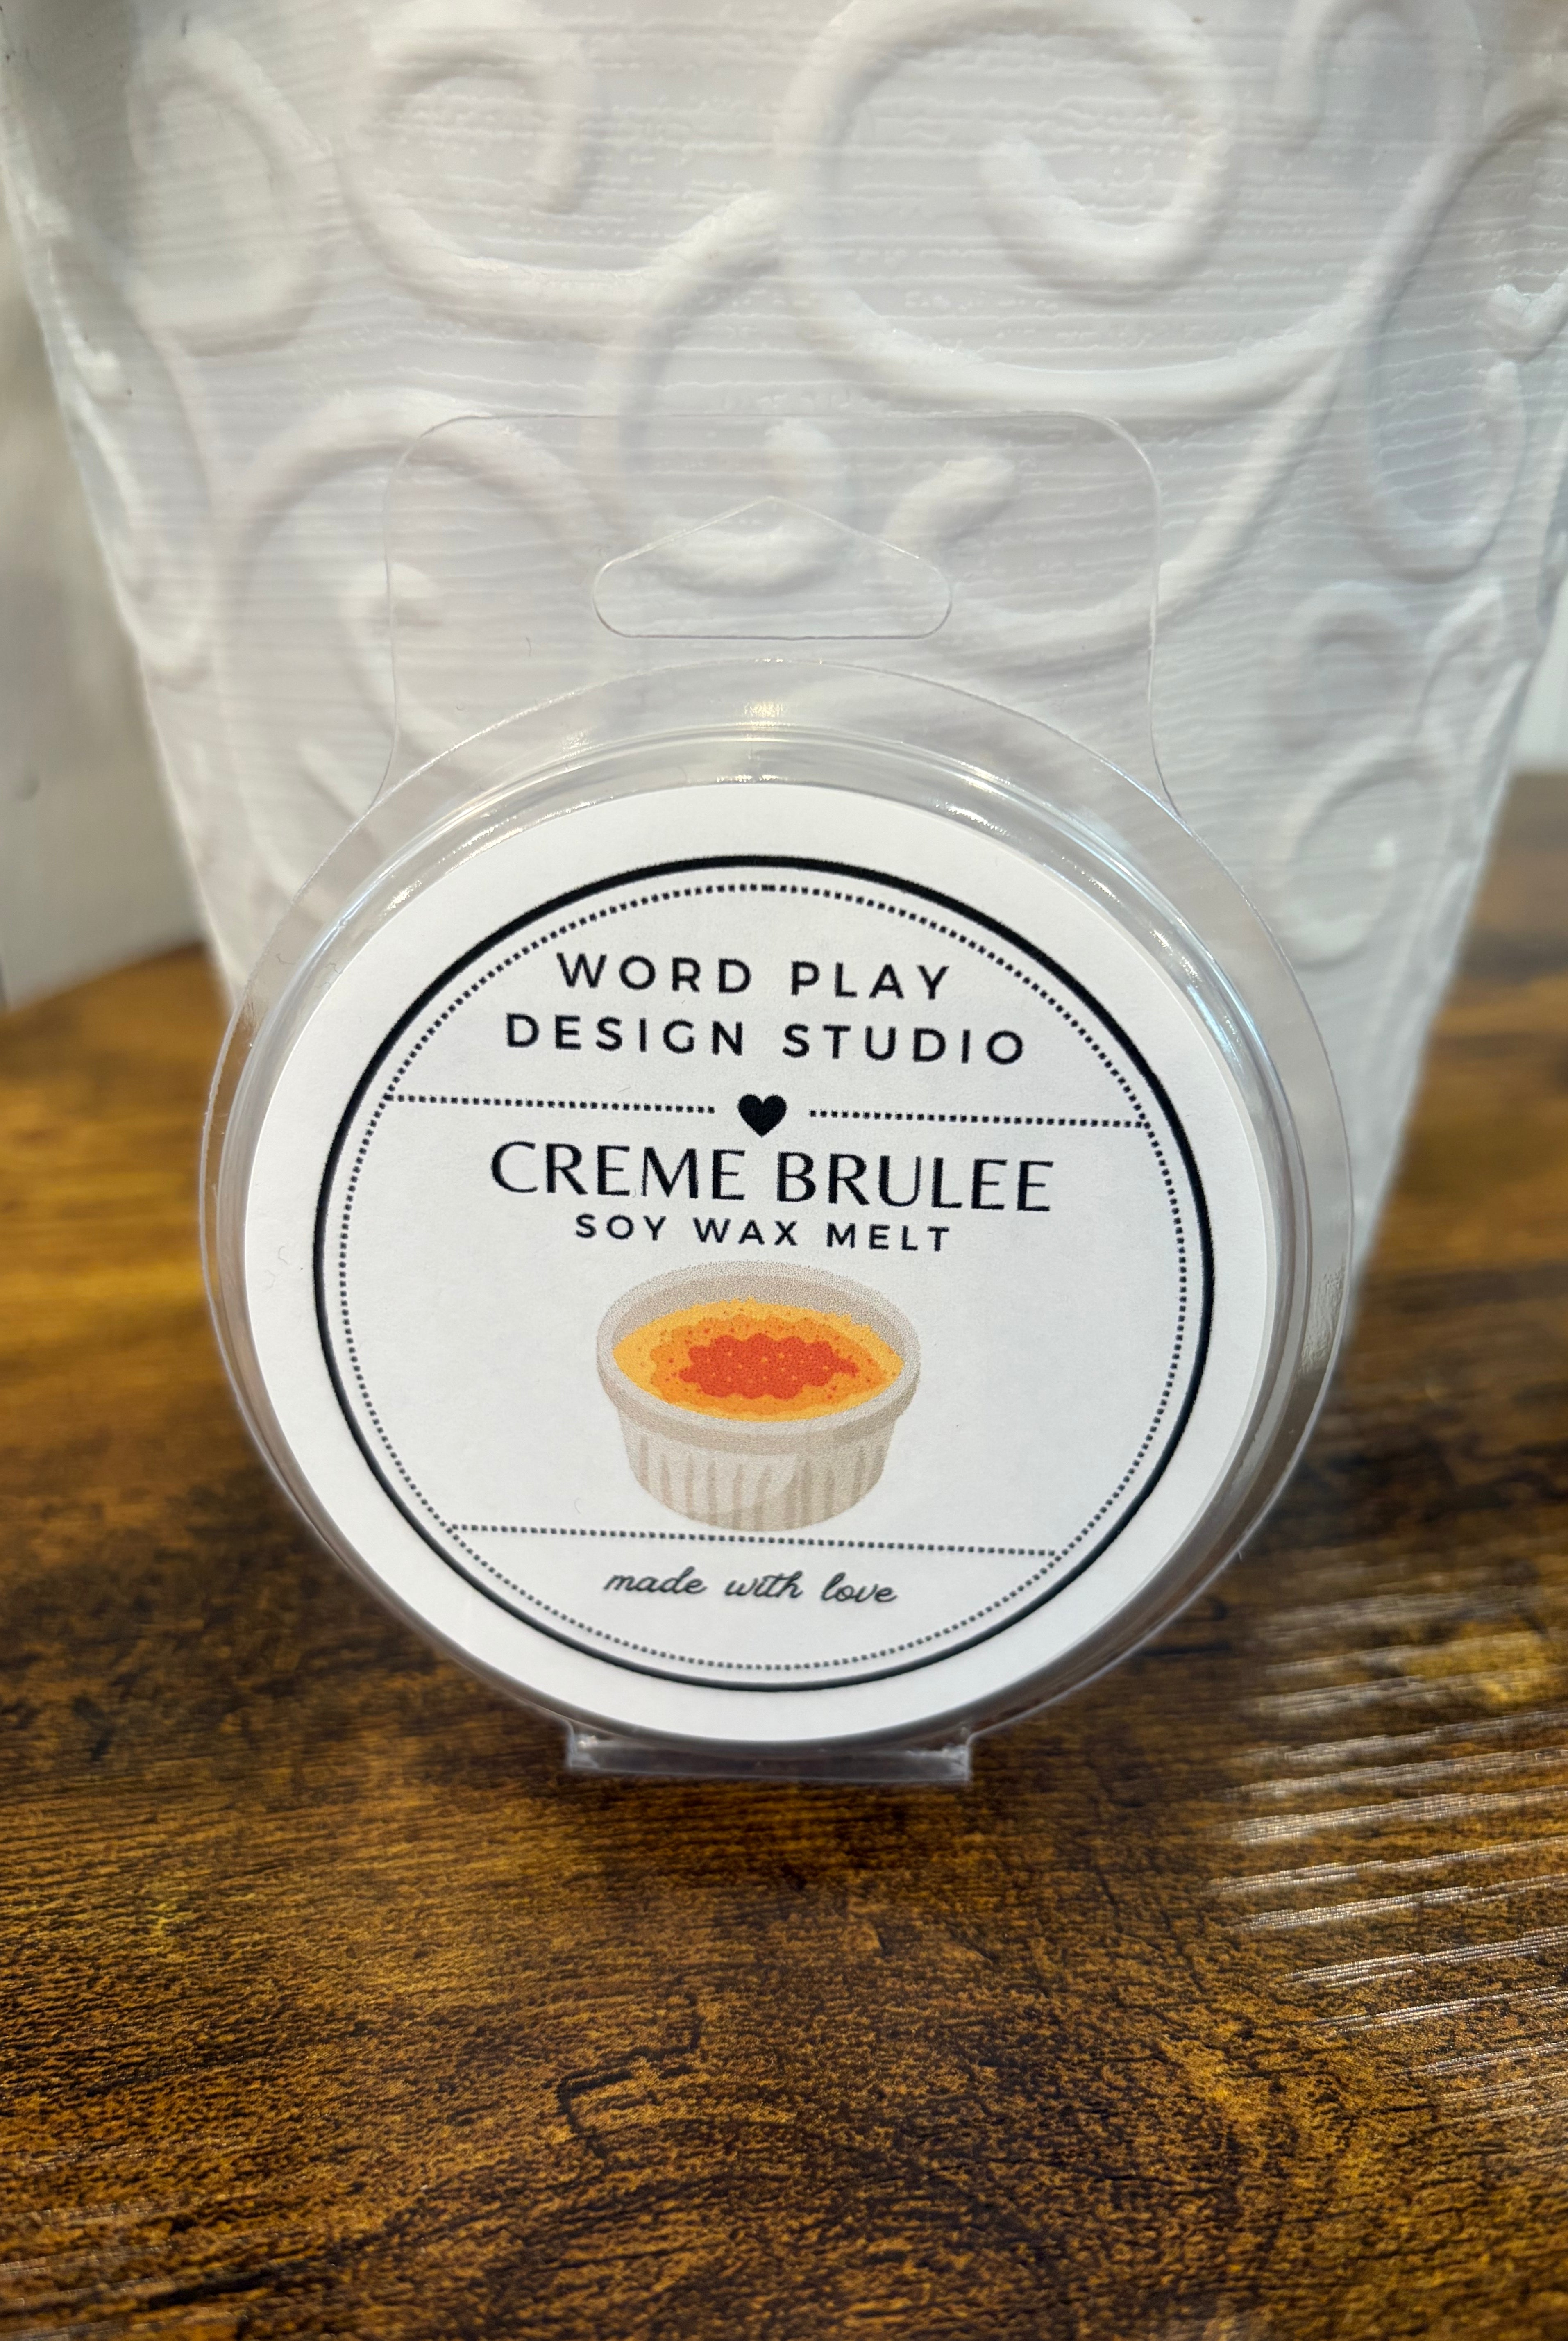 WORD PLAY
DESIGN STUDIO
CREME BRULEE
SOY WAX MELT
made with love